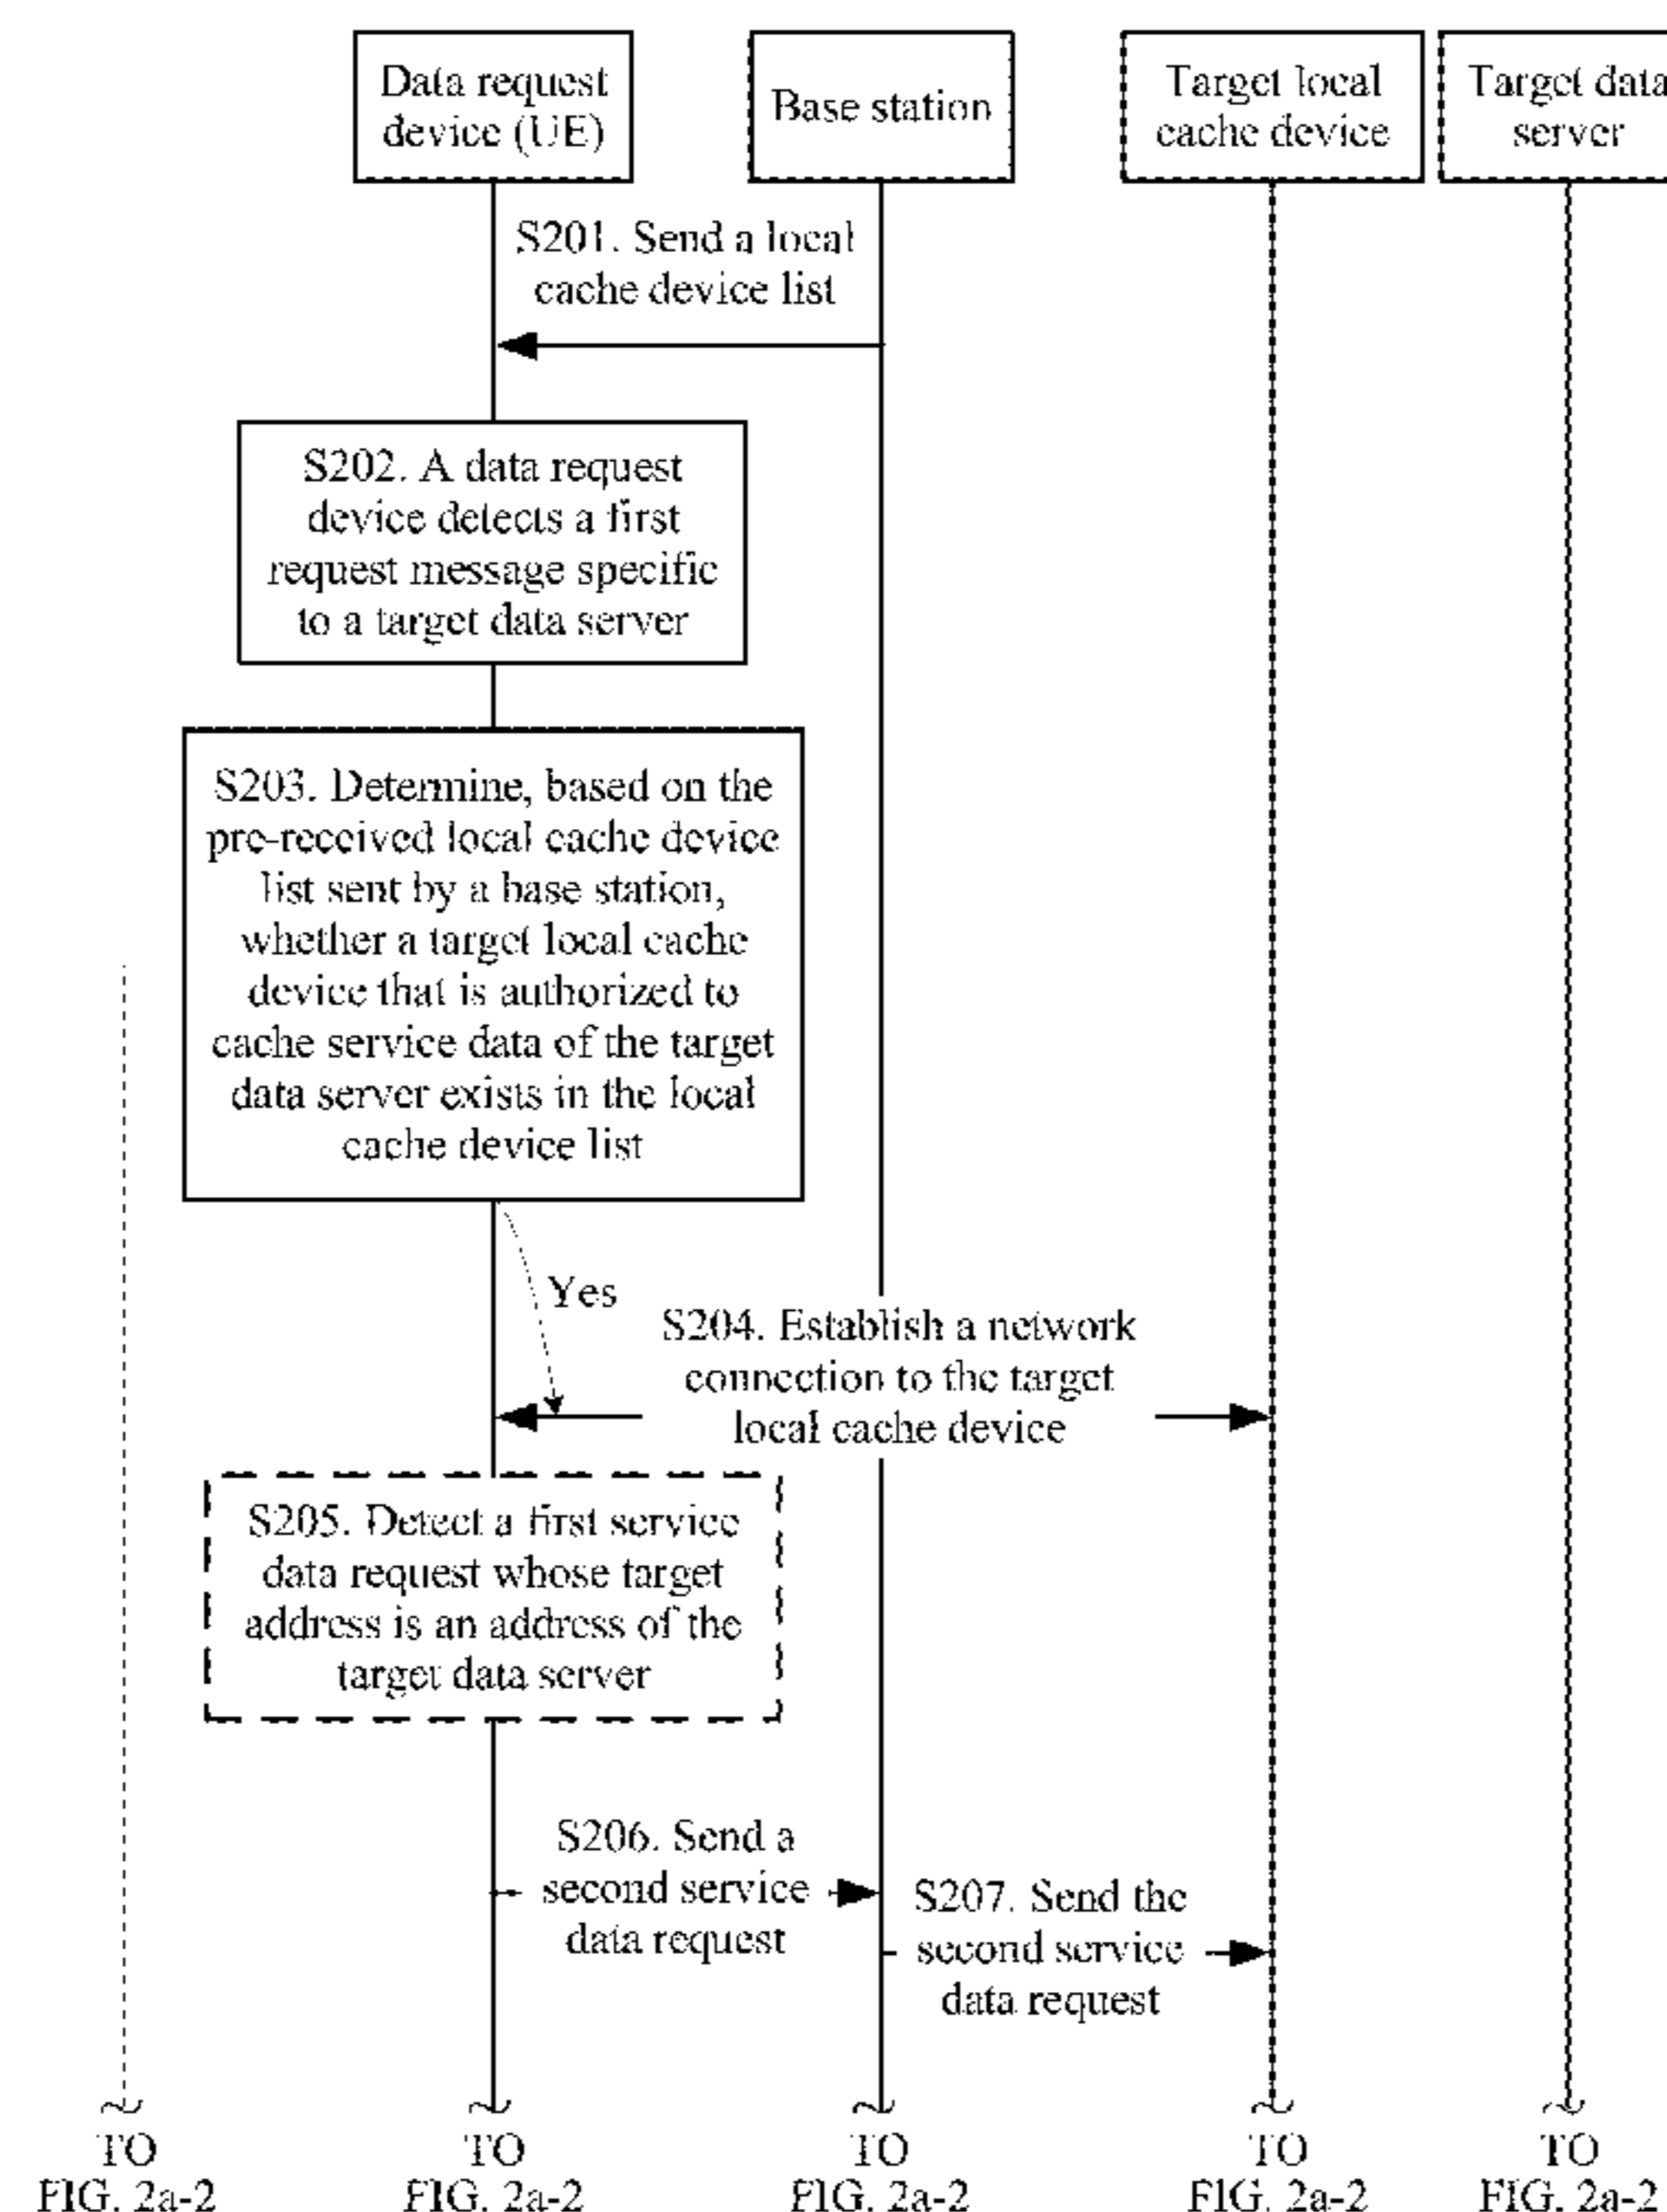 Data request
device (UE)
Base station
Target local
cache device
Target data
server
S201. Send a local
cache device list
S202. A data request
device detects a first
request message specific
to a target data server
S203. Determine, based on the
pre-received local cache device
list sent by a base station,
whether a target local cache
device that is authorized to
cache service data of the target
data server exists in the local
cache device list
Yes
S204. Establish a network
connection to the target
local cache device
S205. Detect a first service
data request whose target
address is an address of the
target data server
S206. Send a
second service
data request
S207. Send the
second service
data request
TO
FIG. 2a-2
TO
FIG. 2a-2
TO
FIG. 2a-2
TO
FIG. 2a-2
TO
FIG. 2a-2